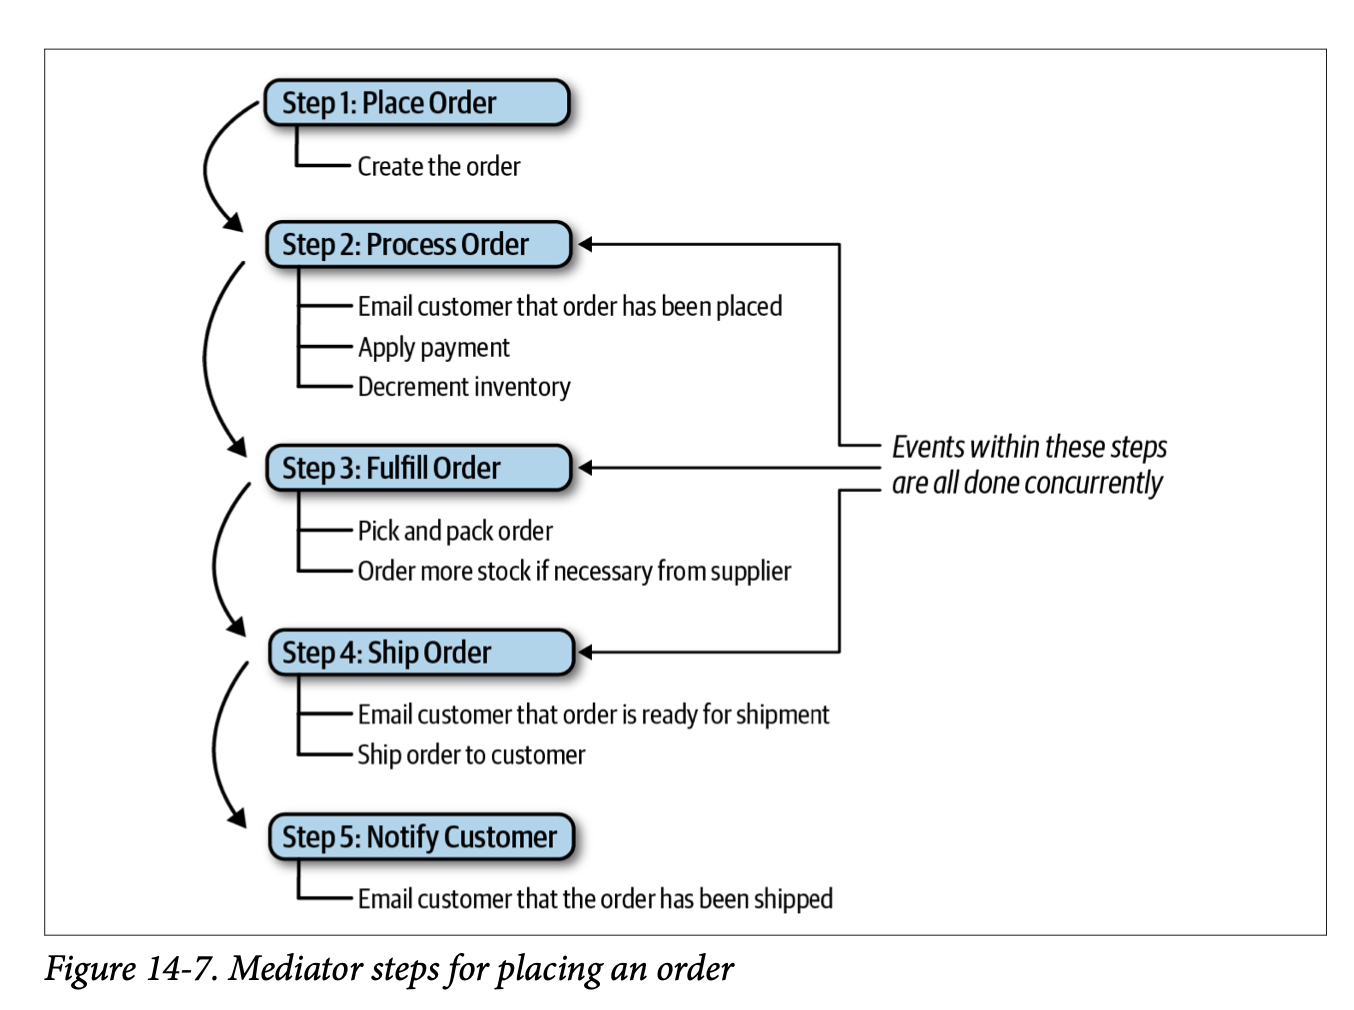 Step 1: Place Order
Create the order
Step 2: Process Order
Email customer that order has been placed
Apply payment
Decrement inventory
Events within these steps
are all done concurrently
Step 3: Fulfill Order
Pick and pack order
Order more stock if necessary from supplier
Step 4: Ship Order
Email customer that order is ready for shipment
Ship order to customer
Step 5: Notify Customer
Email customer that the order has been shipped
Figure 14-7. Mediator steps for placing an order